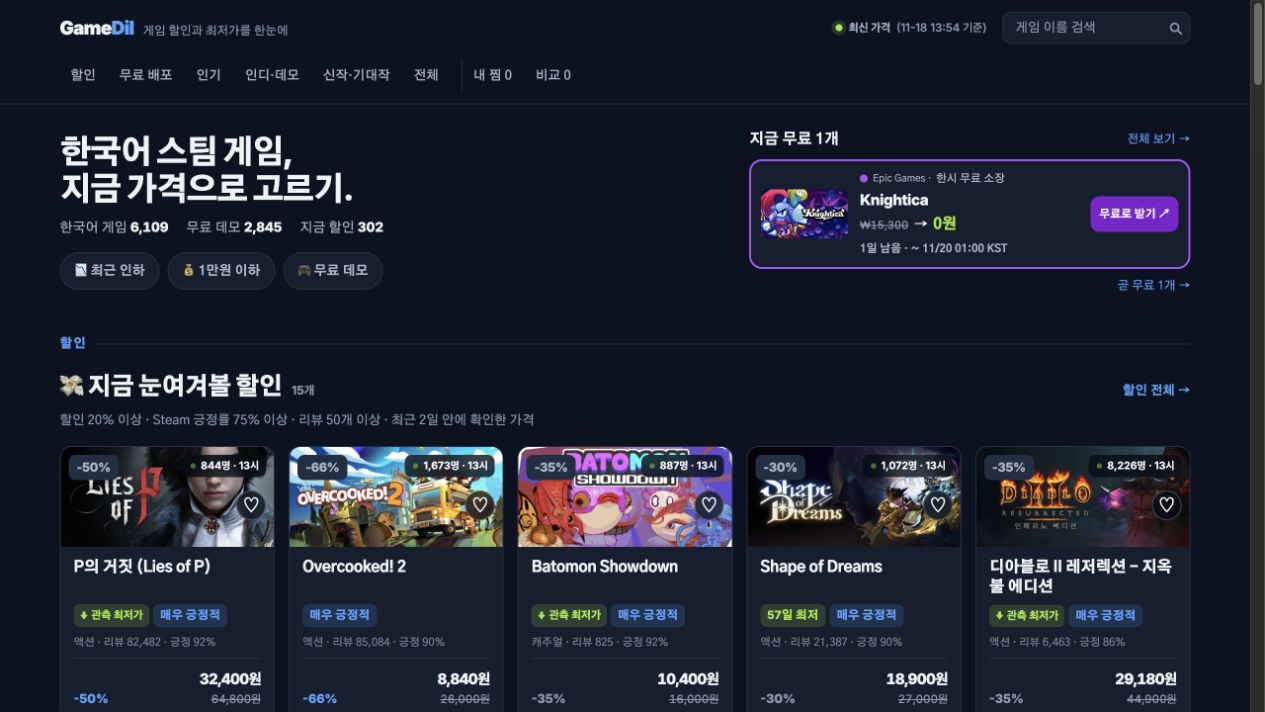 GameDil 게임 할인과 최저가를 한눈에
최신 가격 (11-18 13:54 기준)
게임 이름 검색
할인 무료 배포 인기 인디·데모 신작·기대작 전체 내 찜 0 비교 0
한국어 스팀 게임,
지금 가격으로 고르기.
한국어 게임 6,109 무료 데모 2,845 지금 할인 302
최근 인하 1만원 이하 무료 데모
지금 무료 1개 전체 보기 →
Epic Games · 한시 무료 소장
Knightica
Knightica
₩15,300 → 0원
1일 남음 · ~ 11/20 01:00 KST
무료로 받기 ↗
곧 무료 1개 →
할인
지금 눈여겨볼 할인 15개
할인 전체 →
할인 20% 이상 · Steam 긍정률 75% 이상 · 리뷰 50개 이상 · 최근 2일 안에 확인한 가격
-50% 844명 · 13시
LIES OF P
P의 거짓 (Lies of P)
↓ 관측 최저가 매우 긍정적
액션 · 리뷰 82,482 · 긍정 92%
32,400원
-50% 64,800원
-66% 1,673명 · 13시
OVERCOOKED! 2
Overcooked! 2
매우 긍정적
액션 · 리뷰 85,084 · 긍정 90%
8,840원
-66% 26,000원
-35% 887명 · 13시
BATOMON
SHOWDOWN
Batomon Showdown
↓ 관측 최저가 매우 긍정적
캐주얼 · 리뷰 825 · 긍정 92%
10,400원
-35% 16,000원
-30% 1,072명 · 13시
Shape of Dreams
Shape of Dreams
57일 최저 매우 긍정적
액션 · 리뷰 21,387 · 긍정 90%
18,900원
-30% 27,000원
-35% 8,226명 · 13시
DIABLO II
RESURRECTED
인페르노 에디션
디아블로 II 레저렉션 – 지옥
불 에디션
↓ 관측 최저가 매우 긍정적
액션 · 리뷰 6,463 · 긍정 86%
29,180원
-35% 44,900원